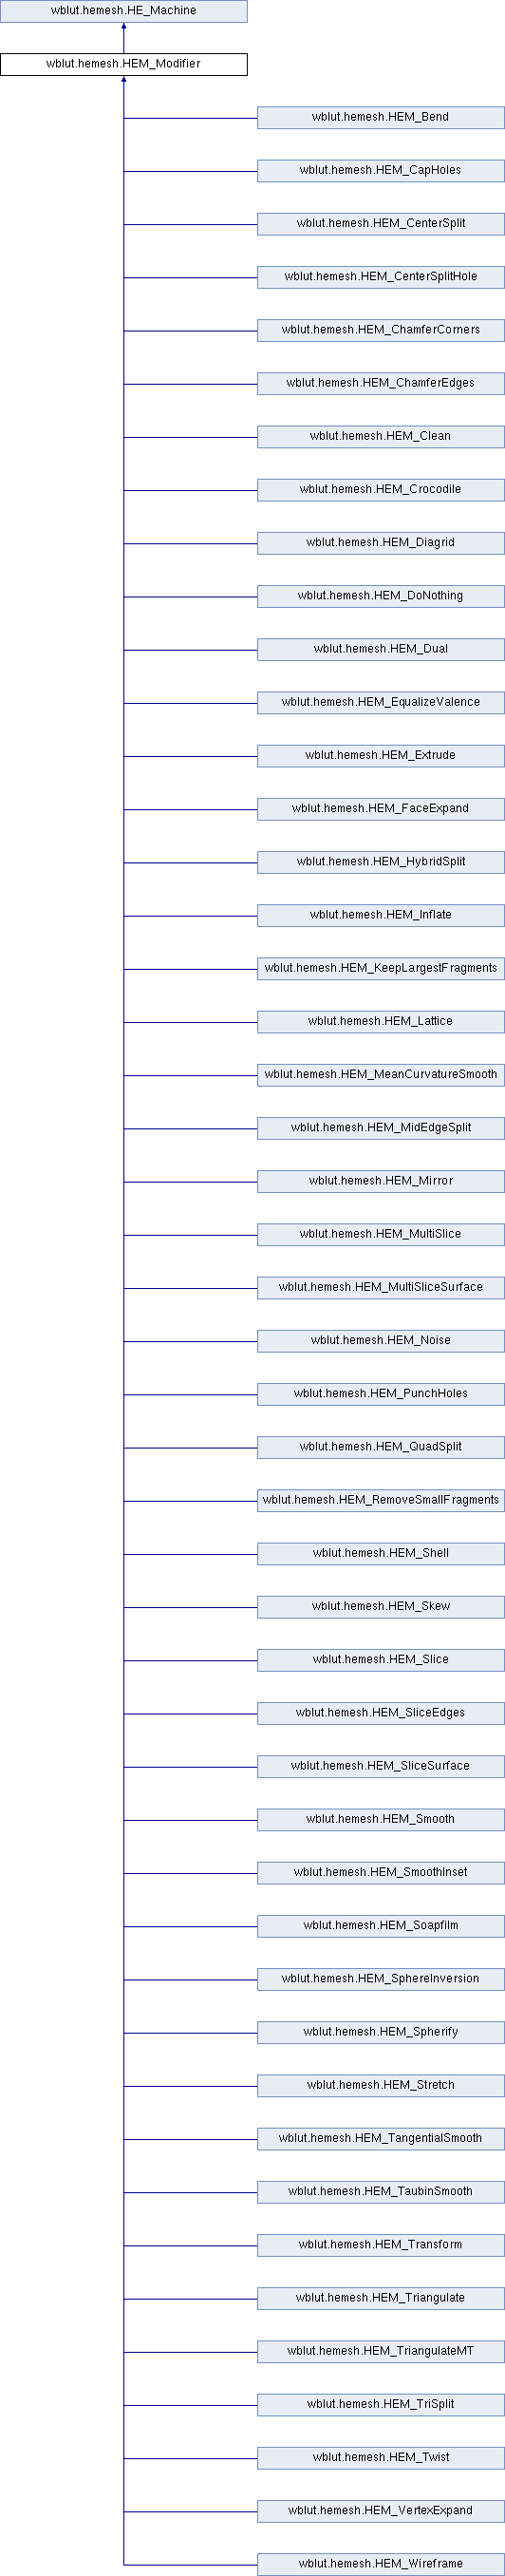 wblut.hemesh.HE_Machine
wblut.hemesh.HEM_Modifier
wblut.hemesh.HEM_Bend
wblut.hemesh.HEM_CapHoles
wblut.hemesh.HEM_CenterSplit
wblut.hemesh.HEM_CenterSplitHole
wblut.hemesh.HEM_ChamferCorners
wblut.hemesh.HEM_ChamferEdges
wblut.hemesh.HEM_Clean
wblut.hemesh.HEM_Crocodile
wblut.hemesh.HEM_Diagrid
wblut.hemesh.HEM_DoNothing
wblut.hemesh.HEM_Dual
wblut.hemesh.HEM_EqualizeValence
wblut.hemesh.HEM_Extrude
wblut.hemesh.HEM_FaceExpand
wblut.hemesh.HEM_HybridSplit
wblut.hemesh.HEM_Inflate
wblut.hemesh.HEM_KeepLargestFragments
wblut.hemesh.HEM_Lattice
wblut.hemesh.HEM_MeanCurvatureSmooth
wblut.hemesh.HEM_MidEdgeSplit
wblut.hemesh.HEM_Mirror
wblut.hemesh.HEM_MultiSlice
wblut.hemesh.HEM_MultiSliceSurface
wblut.hemesh.HEM_Noise
wblut.hemesh.HEM_PunchHoles
wblut.hemesh.HEM_QuadSplit
wblut.hemesh.HEM_RemoveSmallFragments
wblut.hemesh.HEM_Shell
wblut.hemesh.HEM_Skew
wblut.hemesh.HEM_Slice
wblut.hemesh.HEM_SliceEdges
wblut.hemesh.HEM_SliceSurface
wblut.hemesh.HEM_Smooth
wblut.hemesh.HEM_SmoothInset
wblut.hemesh.HEM_Soapfilm
wblut.hemesh.HEM_SphereInversion
wblut.hemesh.HEM_Spherify
wblut.hemesh.HEM_Stretch
wblut.hemesh.HEM_TangentialSmooth
wblut.hemesh.HEM_TaubinSmooth
wblut.hemesh.HEM_Transform
wblut.hemesh.HEM_Triangulate
wblut.hemesh.HEM_TriangulateMT
wblut.hemesh.HEM_TriSplit
wblut.hemesh.HEM_Twist
wblut.hemesh.HEM_VertexExpand
wblut.hemesh.HEM_Wireframe